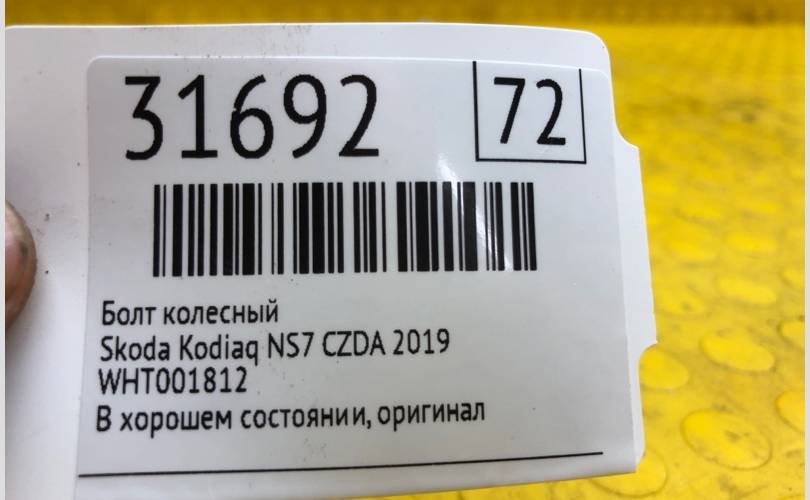 31692
72
Болт колесный
Skoda Kodiaq NS7 CZDA 2019
WHT001812
В хорошем состоянии, оригинал